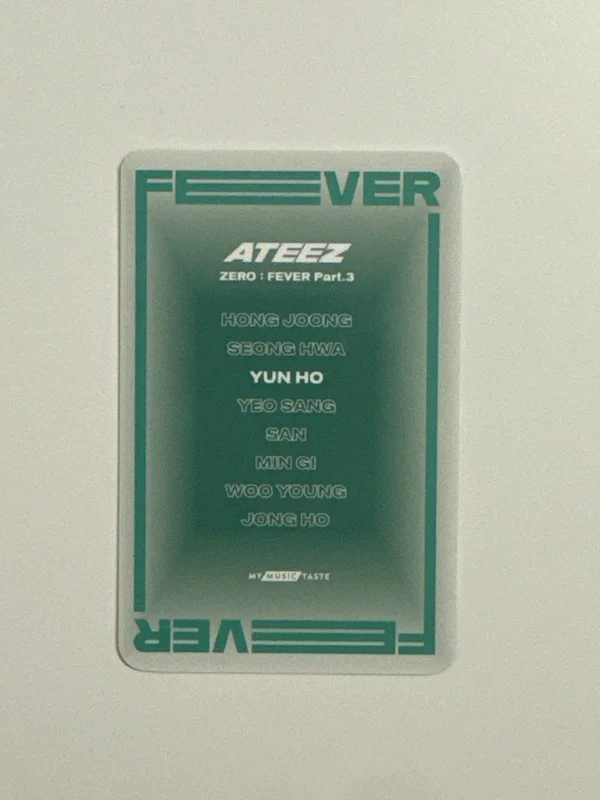 FEVER
ATEEZ
ZERO : FEVER Part.3
HONG JOONG
SEONG HWA
YUN HO
YEO SANG
SAN
MIN GI
WOO YOUNG
JONG HO
MY MUSIC TASTE
FEVER